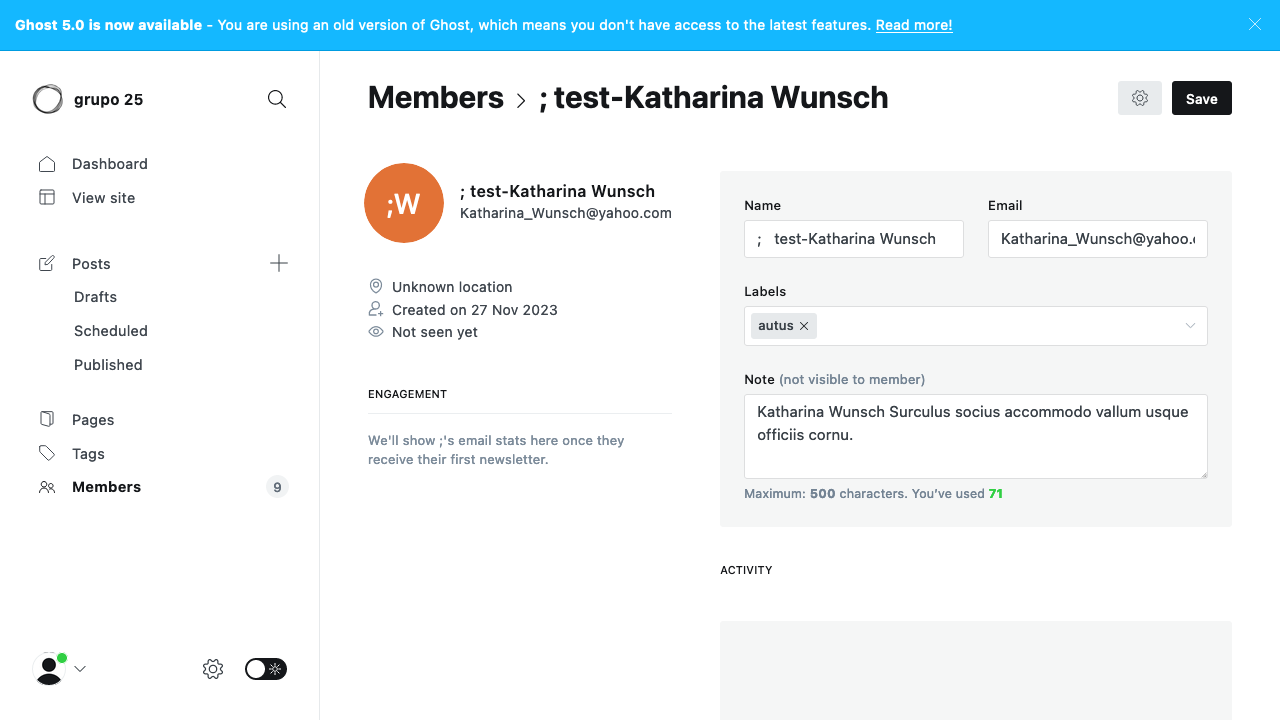 Ghost 5.0 is now available - You are using an old version of Ghost, which means you don't have access to the latest features. Read more!
grupo 25
Dashboard
View site
Posts
Drafts
Scheduled
Published
Pages
Tags
Members 9
Members › ; test-Katharina Wunsch
Save
;W
; test-Katharina Wunsch
Katharina_Wunsch@yahoo.com
Unknown location
Created on 27 Nov 2023
Not seen yet
ENGAGEMENT
We'll show ;'s email stats here once they
receive their first newsletter.
Name
; test-Katharina Wunsch
Email
Katharina_Wunsch@yahoo.
Labels
autus
Note (not visible to member)
Katharina Wunsch Surculus socius accommodo vallum usque
officiis cornu.
Maximum: 500 characters. You’ve used 71
ACTIVITY